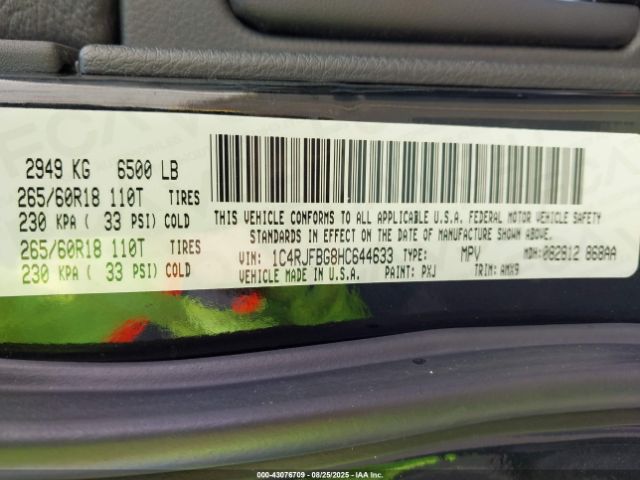 2949 KG 6500 LB
265/60R18 110T TIRES
230 KPA ( 33 PSI) COLD
265/60R18 110T TIRES
230 KPA ( 33 PSI) COLD
THIS VEHICLE CONFORMS TO ALL APPLICABLE U.S.A. FEDERAL MOTOR VEHICLE SAFETY
STANDARDS IN EFFECT ON THE DATE OF MANUFACTURE SHOWN ABOVE.
VIN: 1C4RJFBG8HC644633 TYPE: MPV MDH: 082812 868AA
VEHICLE MADE IN U.S.A. PAINT: PXJ TRIM: AMX9
000-43076709 - 08/25/2025 - IAA Inc.